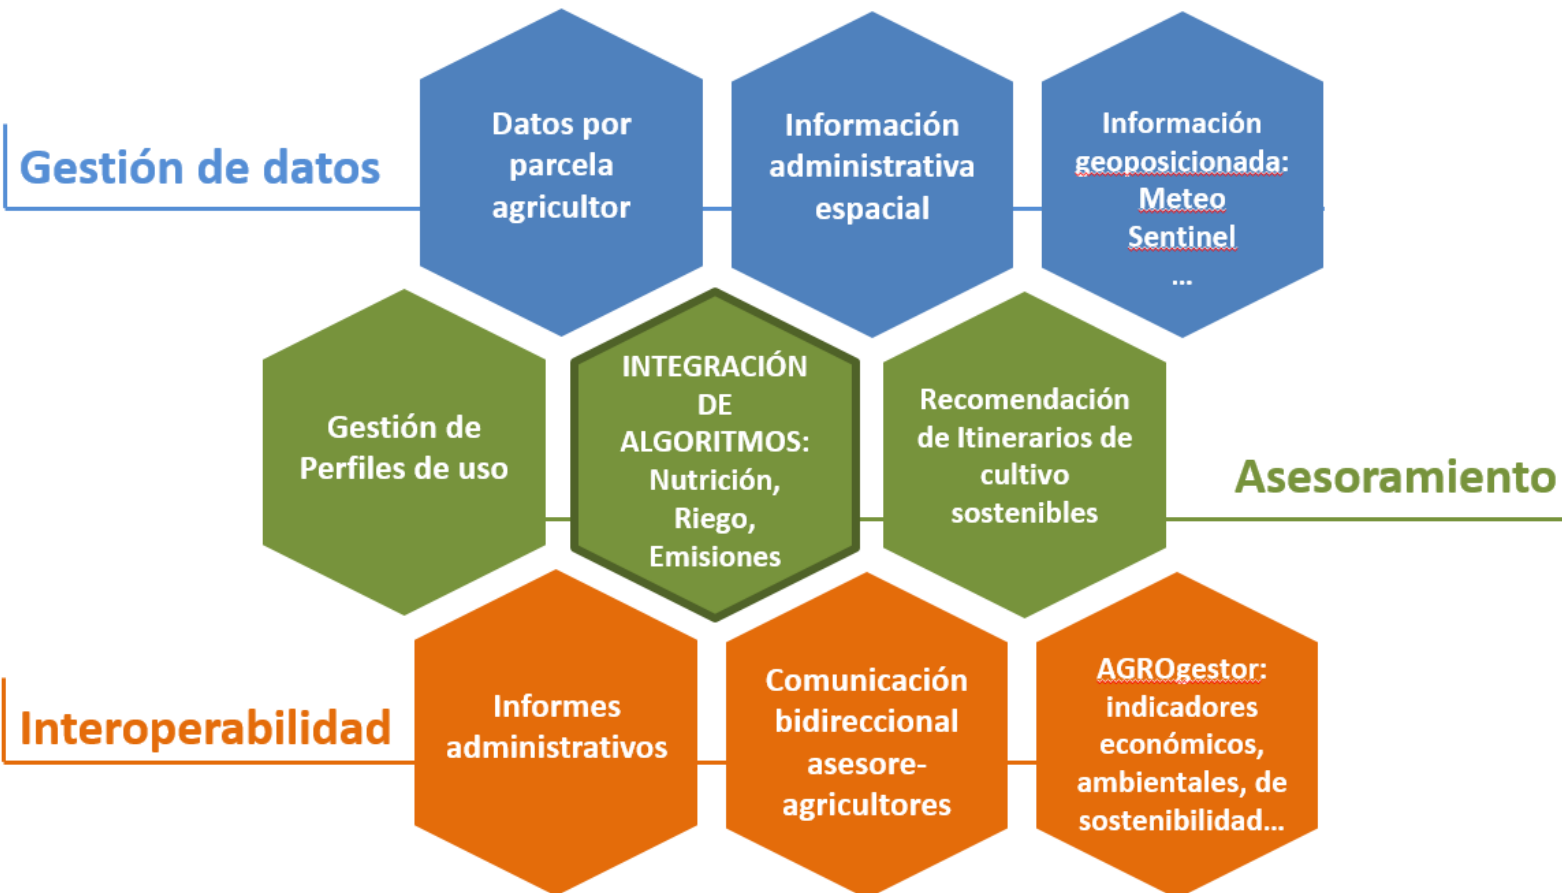 Gestión de datos
Datos por
parcela
agricultor
Información
administrativa
espacial
Información
geoposicionada:
Meteo
Sentinel
...
Gestión de
Perfiles de uso
INTEGRACIÓN
DE
ALGORITMOS:
Nutrición,
Riego,
Emisiones
Recomendación
de Itinerarios de
cultivo
sostenibles
Asesoramiento
Interoperabilidad
Informes
administrativos
Comunicación
bidireccional
asesore-
agricultores
AGROgestor:
indicadores
económicos,
ambientales, de
sostenibilidad...